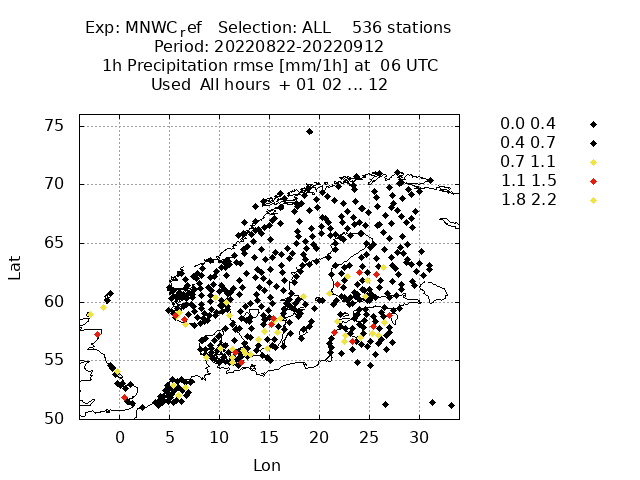 Exp: MNWC_ref   Selection: ALL    536 stations
Period: 20220822-20220912
1h Precipitation rmse [mm/1h] at  06 UTC
Used  All hours  + 01 02 ... 12
75
70
65
60
55
50
Lat
0 5 10 15 20 25 30
Lon
0.0 0.4
0.4 0.7
0.7 1.1
1.1 1.5
1.8 2.2